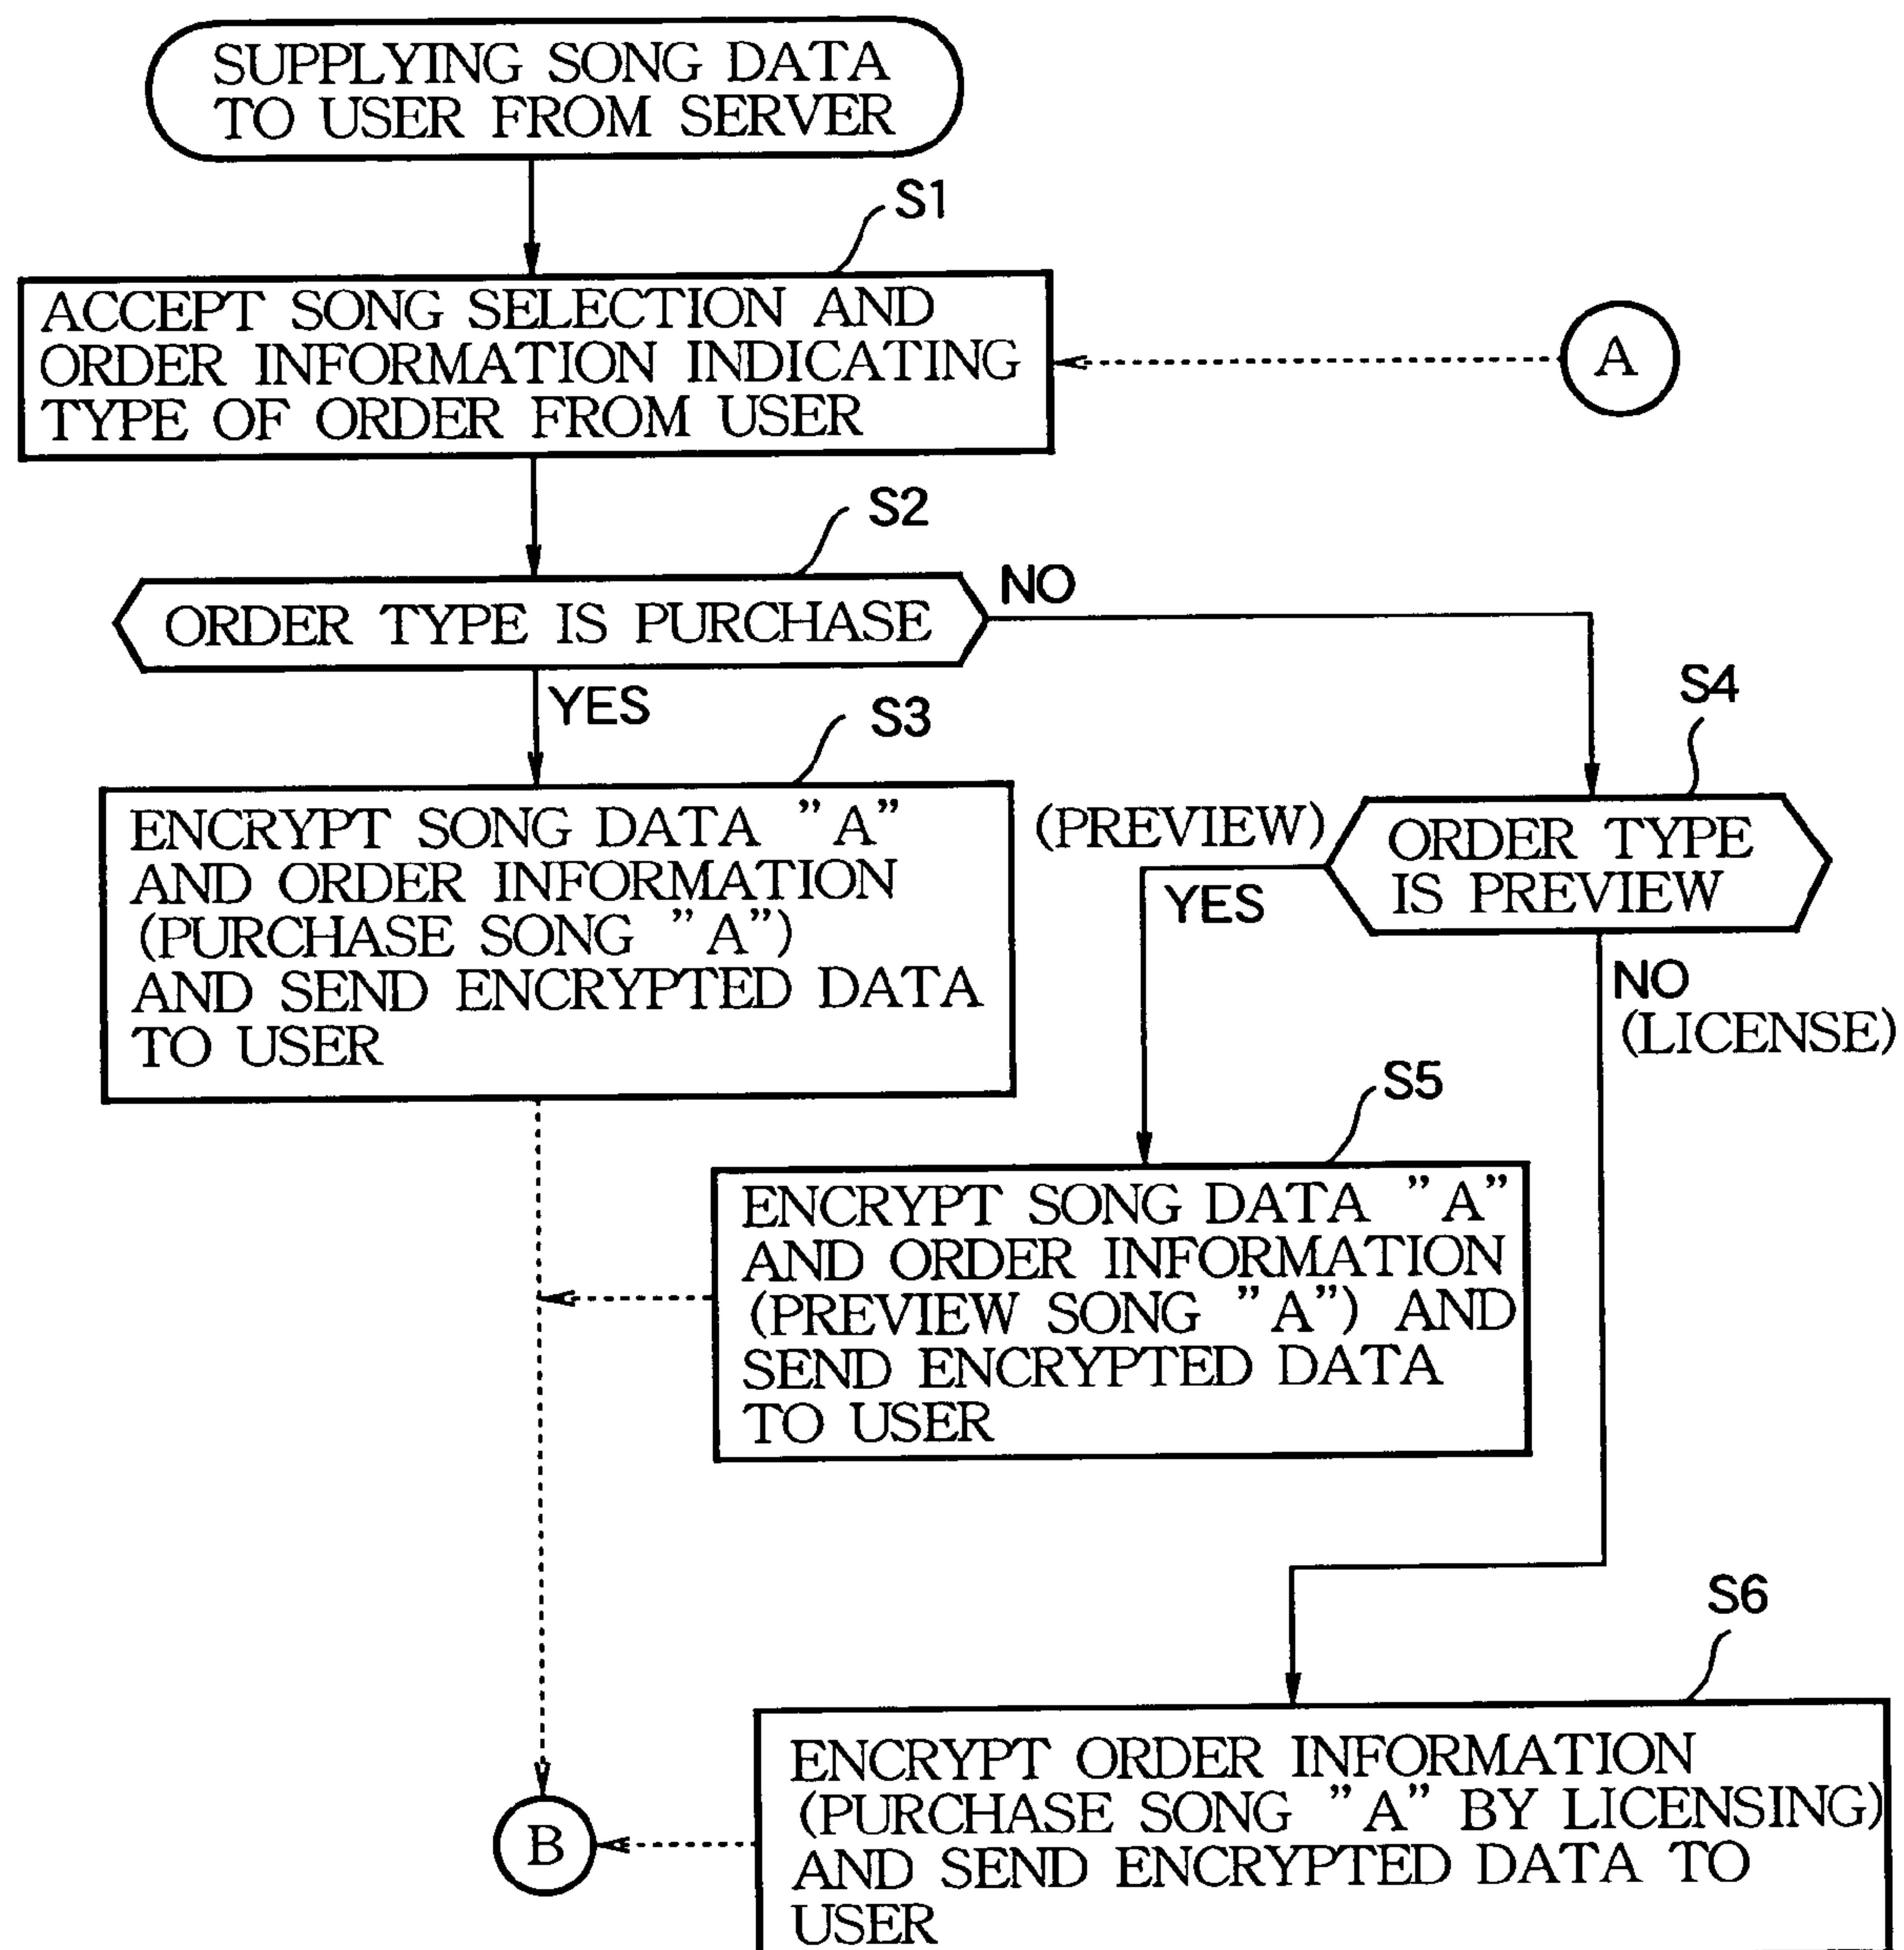 SUPPLYING SONG DATA
TO USER FROM SERVER
S1
ACCEPT SONG SELECTION AND
ORDER INFORMATION INDICATING
TYPE OF ORDER FROM USER
A
S2
ORDER TYPE IS PURCHASE
NO
YES
S3
ENCRYPT SONG DATA "A"
AND ORDER INFORMATION
(PURCHASE SONG "A")
AND SEND ENCRYPTED DATA
TO USER
S4
(PREVIEW)
ORDER TYPE
IS PREVIEW
YES
NO
(LICENSE)
S5
ENCRYPT SONG DATA "A"
AND ORDER INFORMATION
(PREVIEW SONG "A") AND
SEND ENCRYPTED DATA
TO USER
S6
ENCRYPT ORDER INFORMATION
(PURCHASE SONG "A" BY LICENSING)
AND SEND ENCRYPTED DATA TO
USER
B